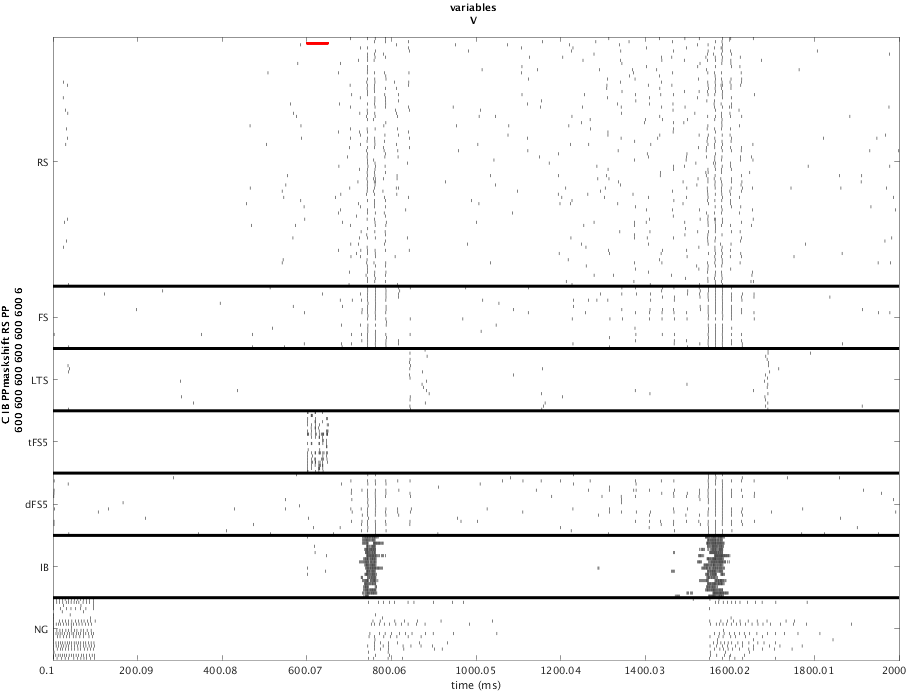 variables
V
RS
FS
LTS
tFS5
dFS5
IB
NG
C IB PPmaskshift RS PP
600 600 600 600 600 600 6
0.1 200.09 400.08 600.07 800.06 1000.05 1200.04 1400.03 1600.02 1800.01 2000
time (ms)